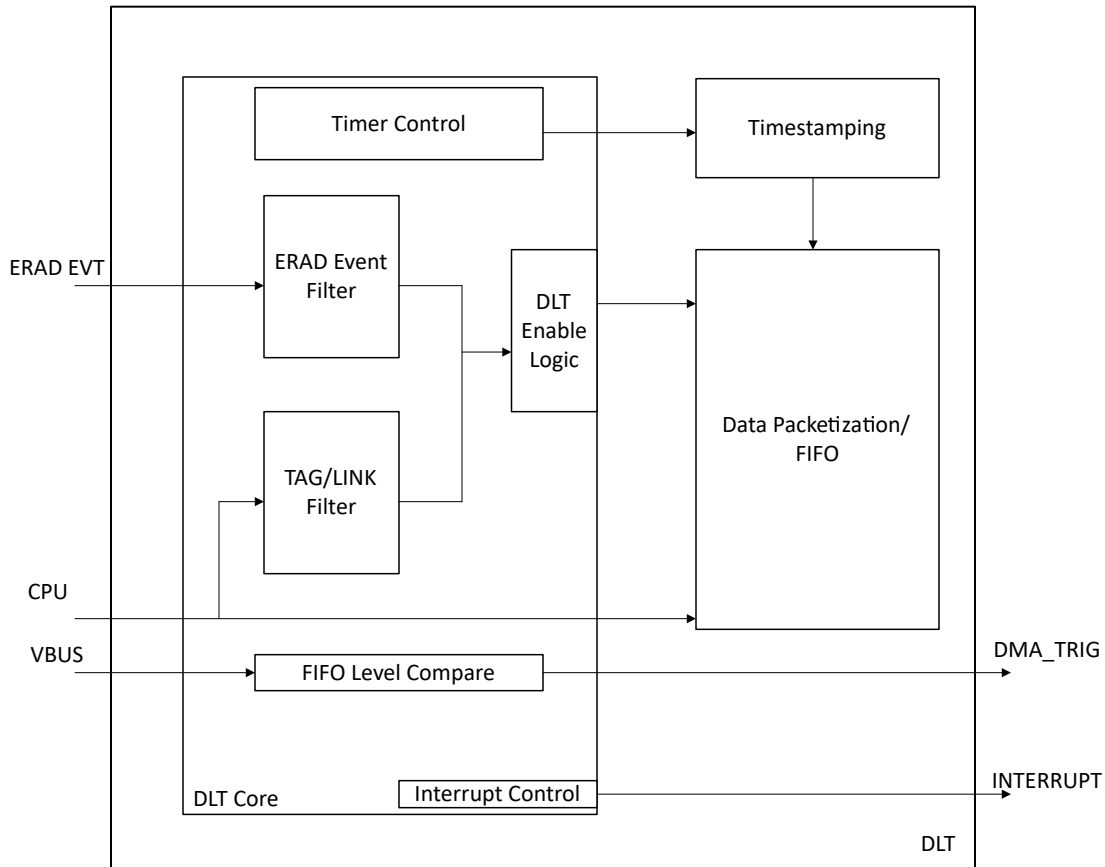 Timer Control
Timestamping
ERAD EVT
ERAD Event
Filter
DLT
Enable
Logic
TAG/LINK
Filter
Data Packetization/
FIFO
CPU
VBUS
FIFO Level Compare
DMA_TRIG
Interrupt Control
INTERRUPT
DLT Core
DLT